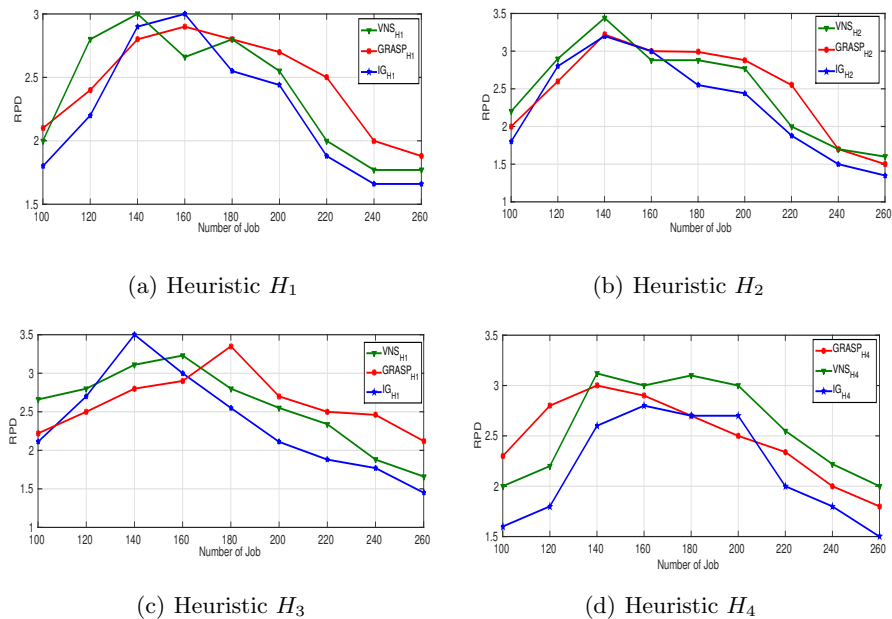 3
2.5
2
1.5
RPD
VNS_H1
GRASP_H1
IG_H1
100 120 140 160 180 200 220 240 260
Number of Job
(a) Heuristic H_1
3.5
3
2.5
2
1.5
1
RPD
VNS_H2
GRASP_H2
IG_H2
100 120 140 160 180 200 220 240 260
Number of Job
(b) Heuristic H_2
3.5
3
2.5
2
1.5
1
RPD
VNS_H1
GRASP_H1
IG_H1
100 120 140 160 180 200 220 240 260
Number of Job
(c) Heuristic H_3
3.5
3
2.5
2
1.5
RPD
GRASP_H4
VNS_H4
IG_H4
100 120 140 160 180 200 220 240 260
Number of Job
(d) Heuristic H_4